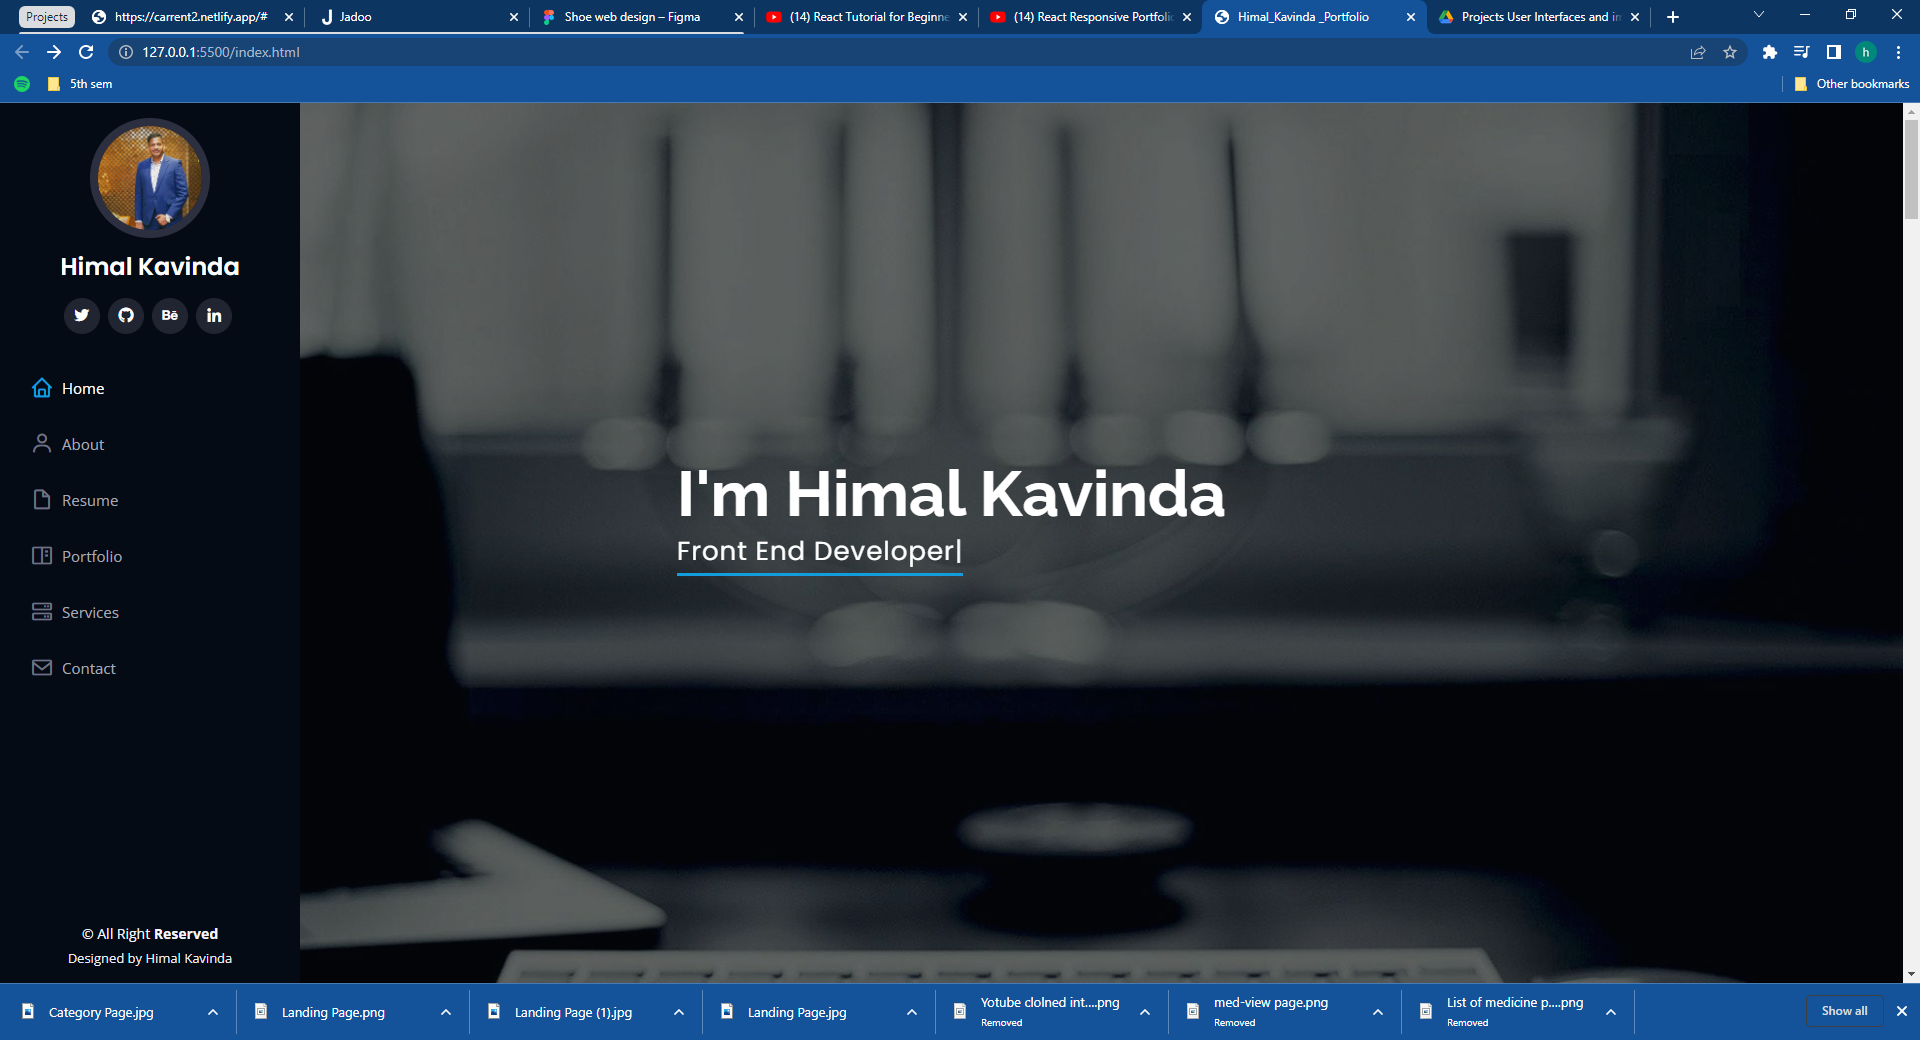 Projects
https://carrent2.netlify.app/#
Jadoo
Shoe web design – Figma
(14) React Tutorial for Beginne
(14) React Responsive Portfolio
Himal_Kavinda _Portfolio
Projects User Interfaces and in
127.0.0.1:5500/index.html
h
5th sem
Other bookmarks
Himal Kavinda
Bē
in
Home
About
Resume
Portfolio
Services
Contact
I'm Himal Kavinda
Front End Developer|
© All Right Reserved
Designed by Himal Kavinda
Category Page.jpg
Landing Page.png
Landing Page (1).jpg
Landing Page.jpg
Yotube clolned int....png
Removed
med-view page.png
Removed
List of medicine p....png
Removed
Show all